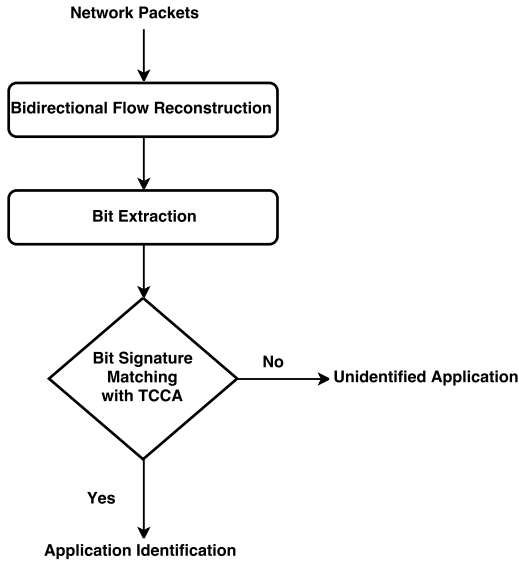 Network Packets
Bidirectional Flow Reconstruction
Bit Extraction
Bit Signature
Matching
with TCCA
No
Unidentified Application
Yes
Application Identification